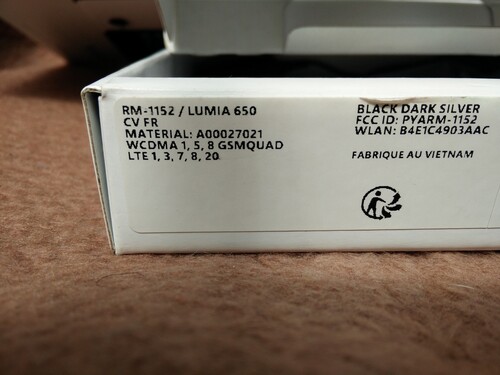 RM-1152 / LUMIA 650
CV FR
MATERIAL: A00027021
WCDMA 1, 5, 8 GSMQUAD
LTE 1, 3, 7, 8, 20
BLACK DARK SILVER
FCC ID: PYARM-1152
WLAN: B4E1C4903AAC
FABRIQUE AU VIETNAM